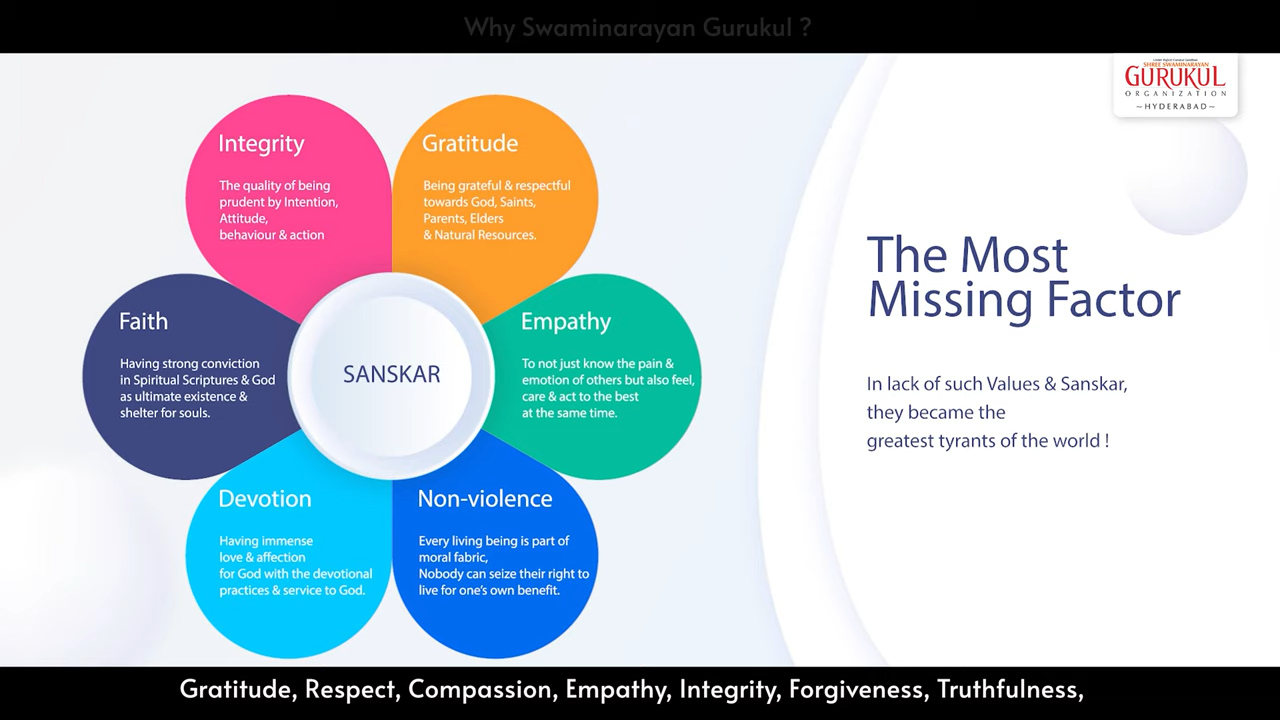 Why Swaminarayan Gurukul ?
SHREE SWAMINARAYAN
GURUKUL
ORGANIZATION
~HYDERABAD~
Integrity
The quality of being
prudent by Intention,
Attitude,
behaviour & action
Gratitude
Being grateful & respectful
towards God, Saints,
Parents, Elders
& Natural Resources.
Faith
Having strong conviction
in Spiritual Scriptures & God
as ultimate existence &
shelter for souls.
SANSKAR
Empathy
To not just know the pain &
emotion of others but also feel,
care & act to the best
at the same time.
Devotion
Having immense
love & affection
for God with the devotional
practices & service to God.
Non-violence
Every living being is part of
moral fabric,
Nobody can seize their right to
live for one's own benefit.
The Most
Missing Factor
In lack of such Values & Sanskar,
they became the
greatest tyrants of the world !
Gratitude, Respect, Compassion, Empathy, Integrity, Forgiveness, Truthfulness,